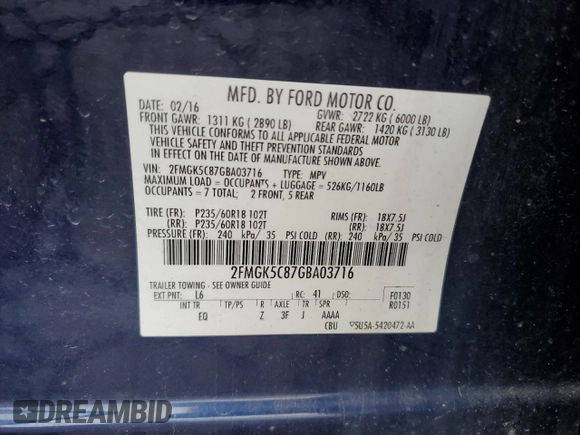 MFD. BY FORD MOTOR CO.
DATE: 02/16
GVWR: 2722 KG ( 6000 LB)
FRONT GAWR: 1311 KG ( 2890 LB)
REAR GAWR: 1420 KG ( 3130 LB)
THIS VEHICLE CONFORMS TO ALL APPLICABLE FEDERAL MOTOR
VEHICLE SAFETY AND THEFT PREVENTION STANDARDS
IN EFFECT ON THE DATE OF MANUFACTURE SHOWN ABOVE.
VIN: 2FMGK5C87GBA03716 TYPE: MPV
MAXIMUM LOAD = OCCUPANTS + LUGGAGE = 526KG/1160LB
OCCUPANTS = 7 TOTAL; 2 FRONT, 5 REAR
TIRE (FR): P235/60R18 102T RIMS (FR): 18X7.5J
(RR): P235/60R18 102T (RR): 18X7.5J
PRESSURE (FR): 240 kPa/ 35 PSI COLD (RR): 240 kPa/ 35 PSI COLD
2FMGK5C87GBA03716
TRAILER TOWING - SEE OWNER GUIDE
EXT PNT: L6 RC: 41 DSO: F0130
R0151
INT TR TP/PS R AXLE TR SPR
EQ Z 3F J AAAA
CBU 5U5A-5420472-AA
DREAMBID